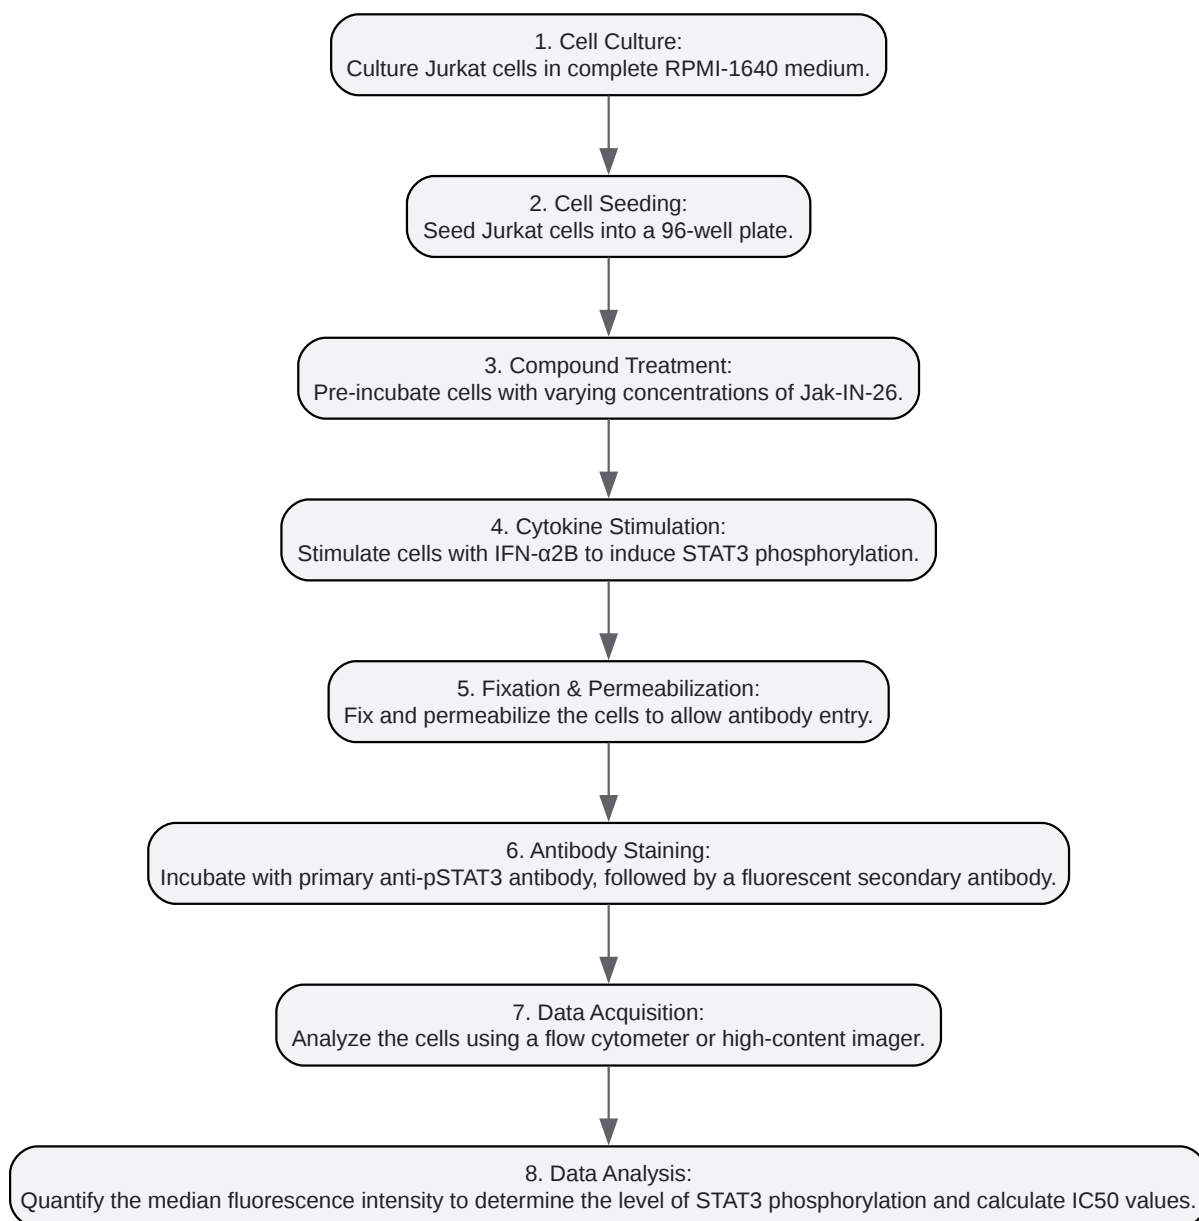 1. Cell Culture:
Culture Jurkat cells in complete RPMI-1640 medium.
2. Cell Seeding:
Seed Jurkat cells into a 96-well plate.
3. Compound Treatment:
Pre-incubate cells with varying concentrations of Jak-IN-26.
4. Cytokine Stimulation:
Stimulate cells with IFN-α2B to induce STAT3 phosphorylation.
5. Fixation & Permeabilization:
Fix and permeabilize the cells to allow antibody entry.
6. Antibody Staining:
Incubate with primary anti-pSTAT3 antibody, followed by a fluorescent secondary antibody.
7. Data Acquisition:
Analyze the cells using a flow cytometer or high-content imager.
8. Data Analysis:
Quantify the median fluorescence intensity to determine the level of STAT3 phosphorylation and calculate IC50 values.